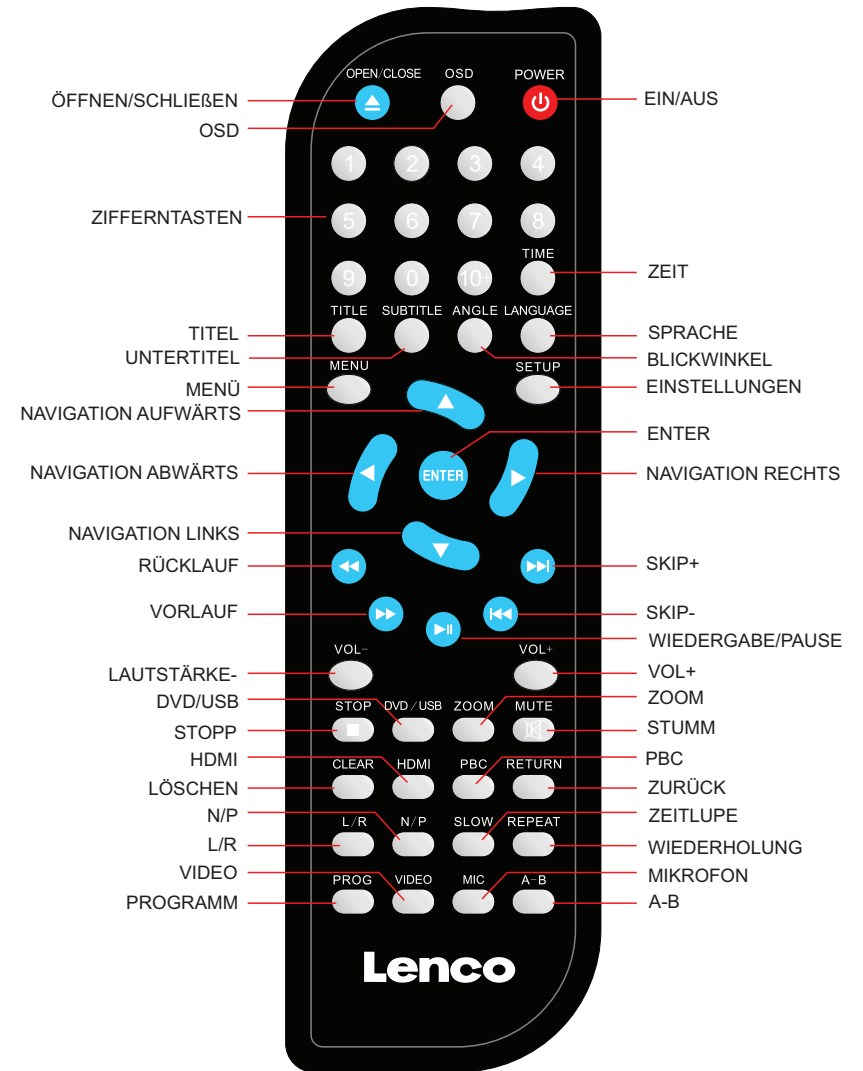 OPEN/CLOSE OSD POWER
ÖFFNEN/SCHLIEßEN
EIN/AUS
OSD
1 2 3 4
ZIFFERNTASTEN
5 6 7 8
TIME
9 0 10+
ZEIT
TITLE SUBTITLE ANGLE LANGUAGE
TITEL
SPRACHE
UNTERTITEL
BLICKWINKEL
MENU SETUP
MENÜ
EINSTELLUNGEN
NAVIGATION AUFWÄRTS
ENTER
NAVIGATION ABWÄRTS
ENTER
NAVIGATION RECHTS
NAVIGATION LINKS
RÜCKLAUF
SKIP+
VORLAUF
SKIP-
WIEDERGABE/PAUSE
VOL- VOL+
LAUTSTÄRKE-
VOL+
DVD/USB
ZOOM
STOP DVD/USB ZOOM MUTE
STOPP
STUMM
HDMI
PBC
CLEAR HDMI PBC RETURN
LÖSCHEN
ZURÜCK
N/P
ZEITLUPE
L/R N/P SLOW REPEAT
L/R
WIEDERHOLUNG
VIDEO
MIKROFON
PROG VIDEO MIC A-B
PROGRAMM
A-B
Lenco